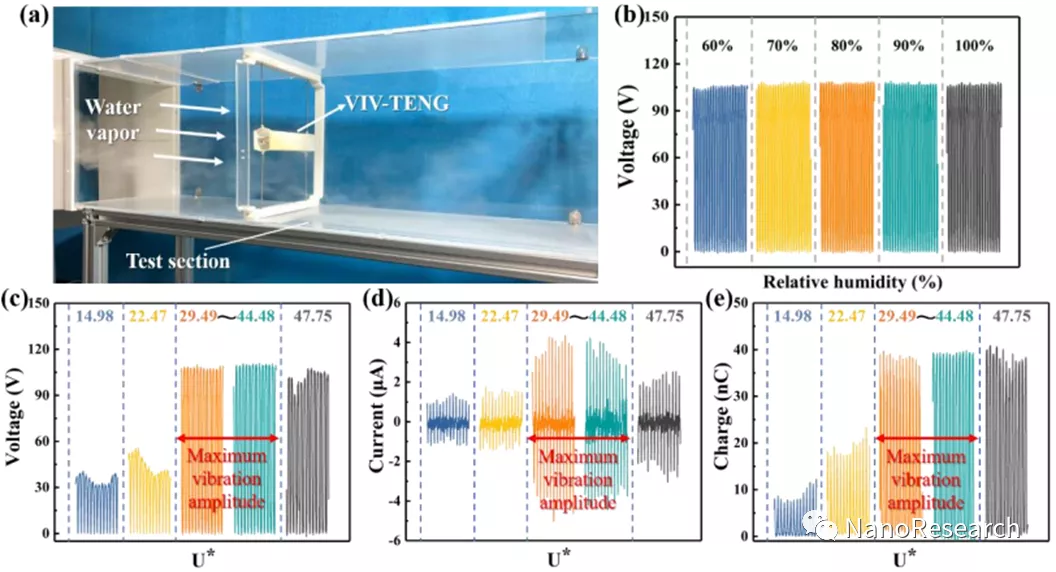 (a)
Water
vapor
VIV-TENG
Test section
(b)
150
120
90
60
30
0
Voltage (V)
60% 70% 80% 90% 100%
Relative humidity (%)
(c)
150
120
90
60
30
0
Voltage (V)
14.98 22.47 29.49~44.48 47.75
Maximum
vibration
amplitude
U*
(d)
6
4
2
0
-2
-4
-6
Current (μA)
14.98 22.47 29.49~44.48 47.75
Maximum
vibration
amplitude
U*
(e)
50
40
30
20
10
0
Charge (nC)
14.98 22.47 29.49~44.48 47.75
Maximum
vibration
amplitude
U*
NanoResearch